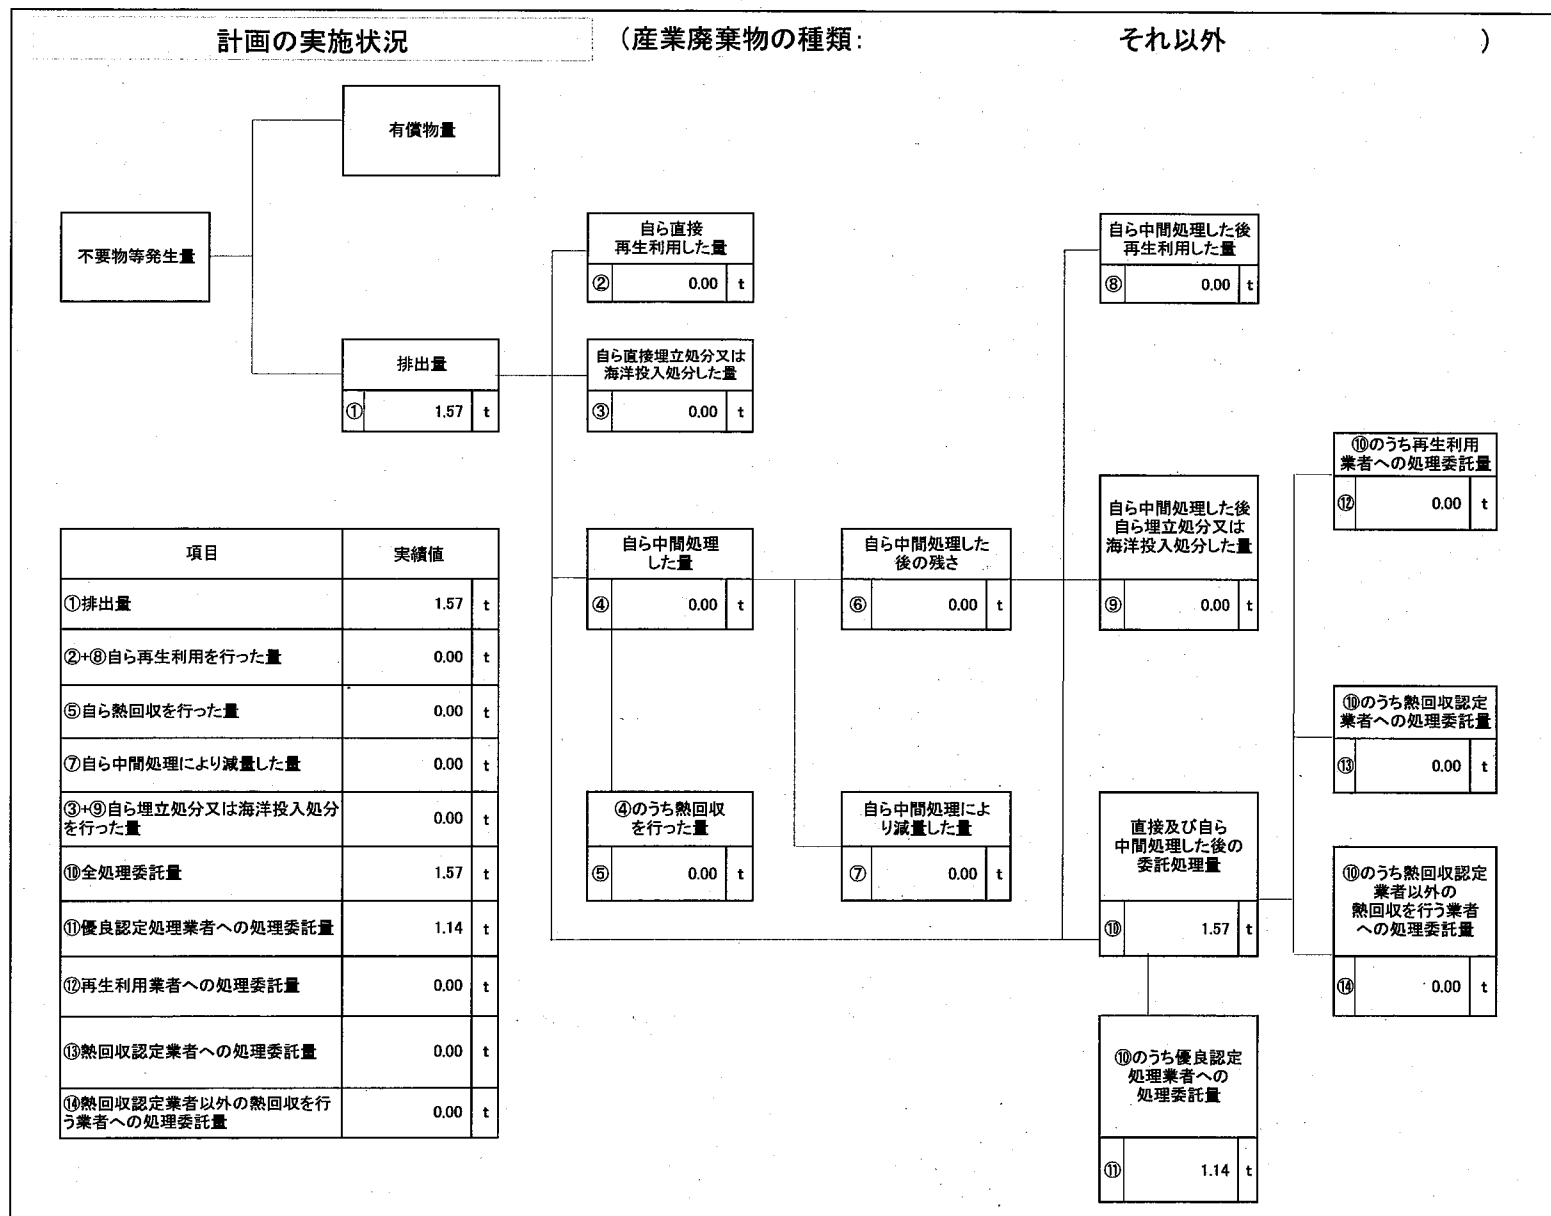 計画の実施状況 (産業廃棄物の種類: それ以外 )
有償物量
不要物等発生量
排出量
① 1.57 t
自ら直接
再生利用した量
② 0.00 t
自ら直接埋立処分又は
海洋投入処分した量
③ 0.00 t
自ら中間処理
した量
④ 0.00 t
④のうち熱回収
を行った量
⑤ 0.00 t
自ら中間処理した
後の残さ
⑥ 0.00 t
自ら中間処理によ
り減量した量
⑦ 0.00 t
自ら中間処理した後
再生利用した量
⑧ 0.00 t
自ら中間処理した後
自ら埋立処分又は
海洋投入処分した量
⑨ 0.00 t
直接及び自ら
中間処理した後の
委託処理量
⑩ 1.57 t
⑩のうち優良認定
処理業者への
処理委託量
⑪ 1.14 t
⑩のうち再生利用
業者への処理委託量
⑫ 0.00 t
⑩のうち熱回収認定
業者への処理委託量
⑬ 0.00 t
⑩のうち熱回収認定
業者以外の
熱回収を行う業者
への処理委託量
⑭ 0.00 t
項目 実績値
①排出量 1.57 t
②+⑧自ら再生利用を行った量 0.00 t
⑤自ら熱回収を行った量 0.00 t
⑦自ら中間処理により減量した量 0.00 t
③+⑨自ら埋立処分又は海洋投入処分
を行った量 0.00 t
⑩全処理委託量 1.57 t
⑪優良認定処理業者への処理委託量 1.14 t
⑫再生利用業者への処理委託量 0.00 t
⑬熱回収認定業者への処理委託量 0.00 t
⑭熱回収認定業者以外の熱回収を行
う業者への処理委託量 0.00 t